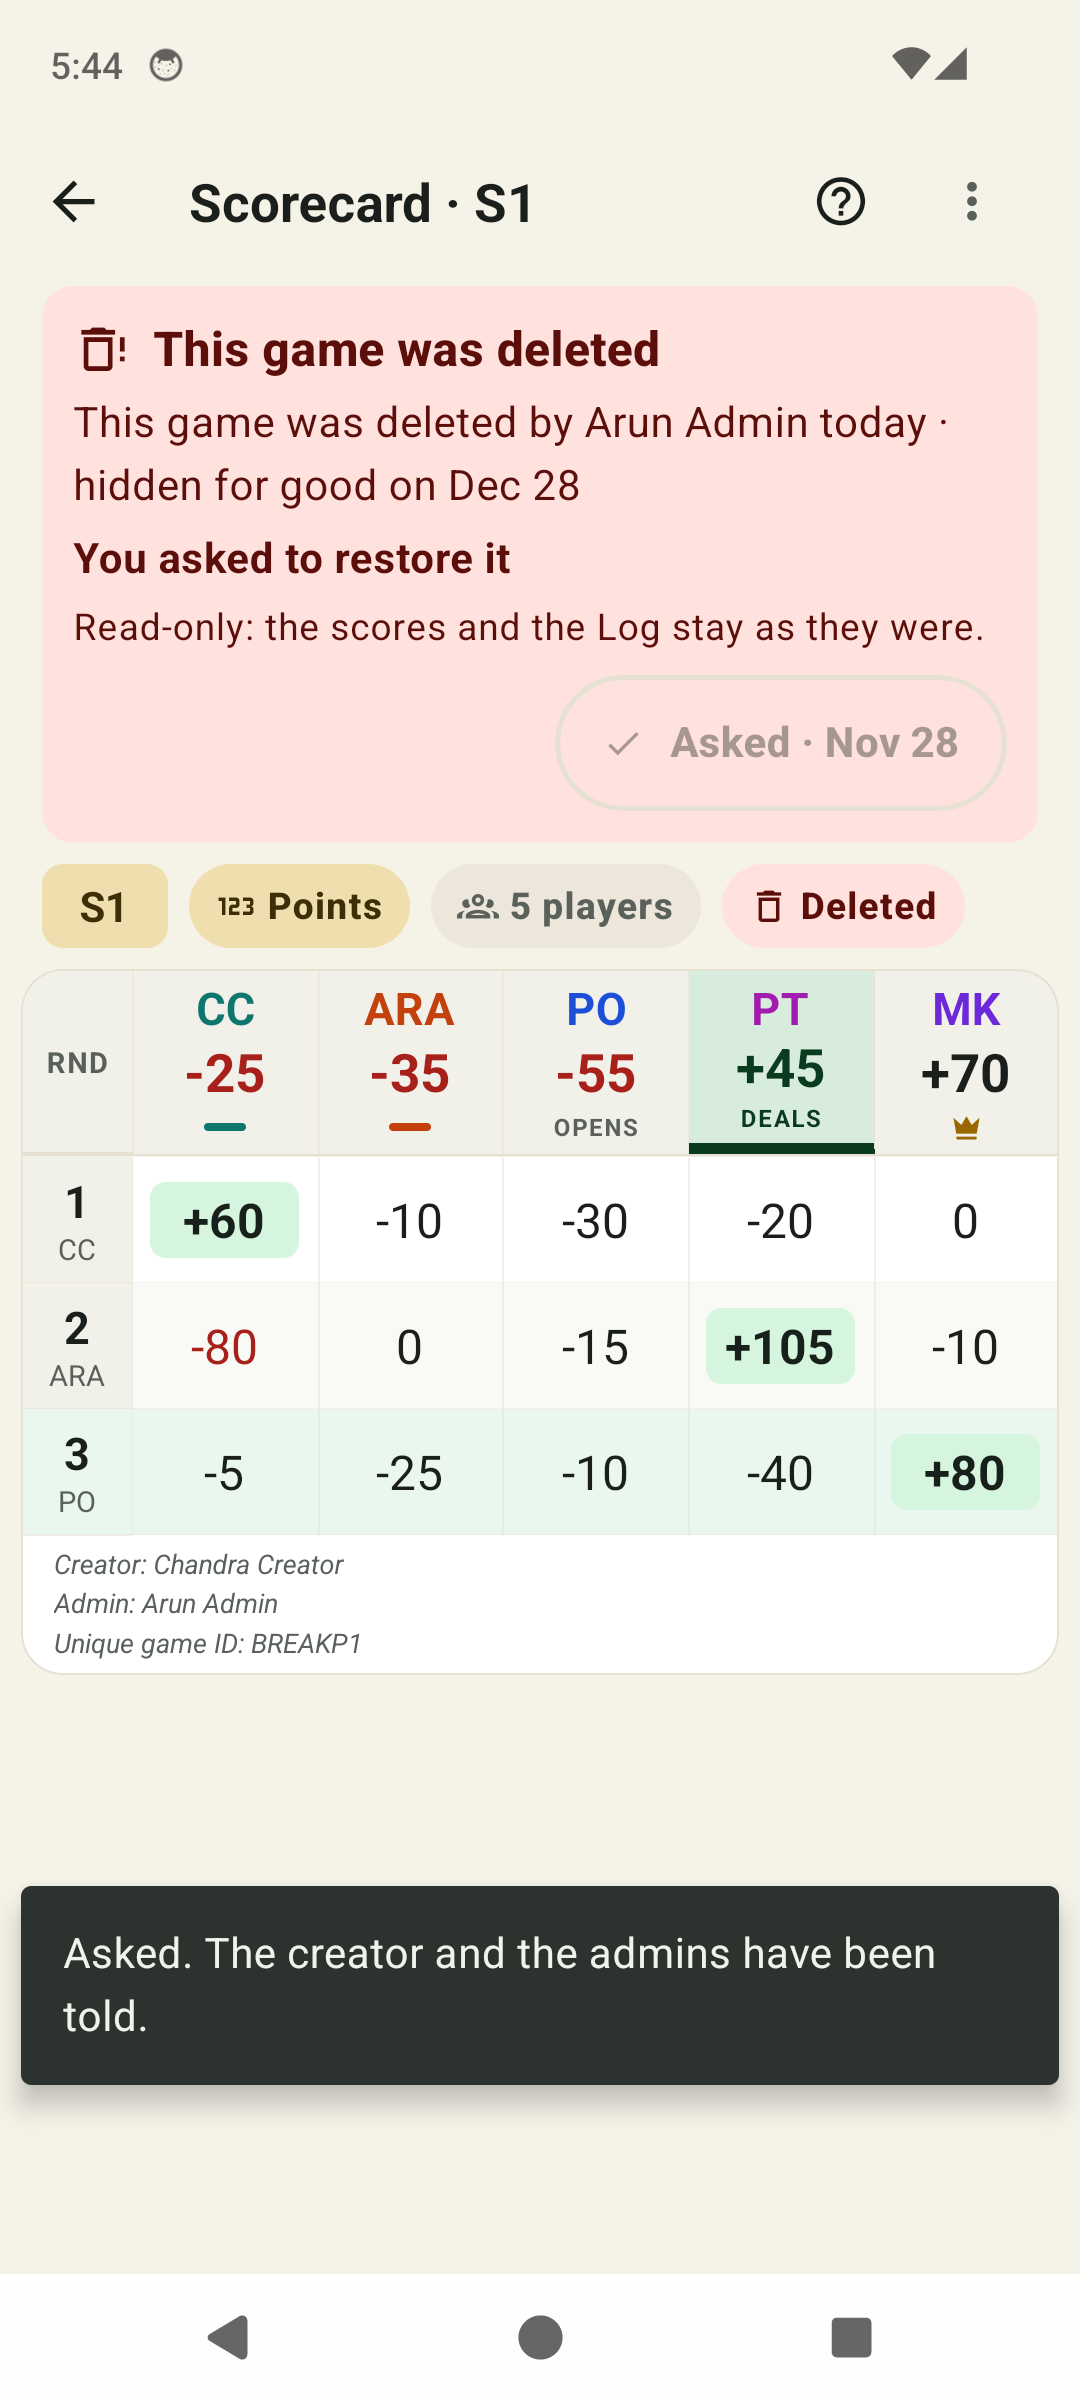 5:44
Scorecard · S1
This game was deleted
This game was deleted by Arun Admin today ·
hidden for good on Dec 28
You asked to restore it
Read-only: the scores and the Log stay as they were.
Asked · Nov 28
S1 123 Points 5 players Deleted
RND CC ARA PO PT MK
-25 -35 -55 +45 +70
OPENS DEALS
1 +60 -10 -30 -20 0
CC
2 -80 0 -15 +105 -10
ARA
3 -5 -25 -10 -40 +80
PO
Creator: Chandra Creator
Admin: Arun Admin
Unique game ID: BREAKP1
Asked. The creator and the admins have been
told.